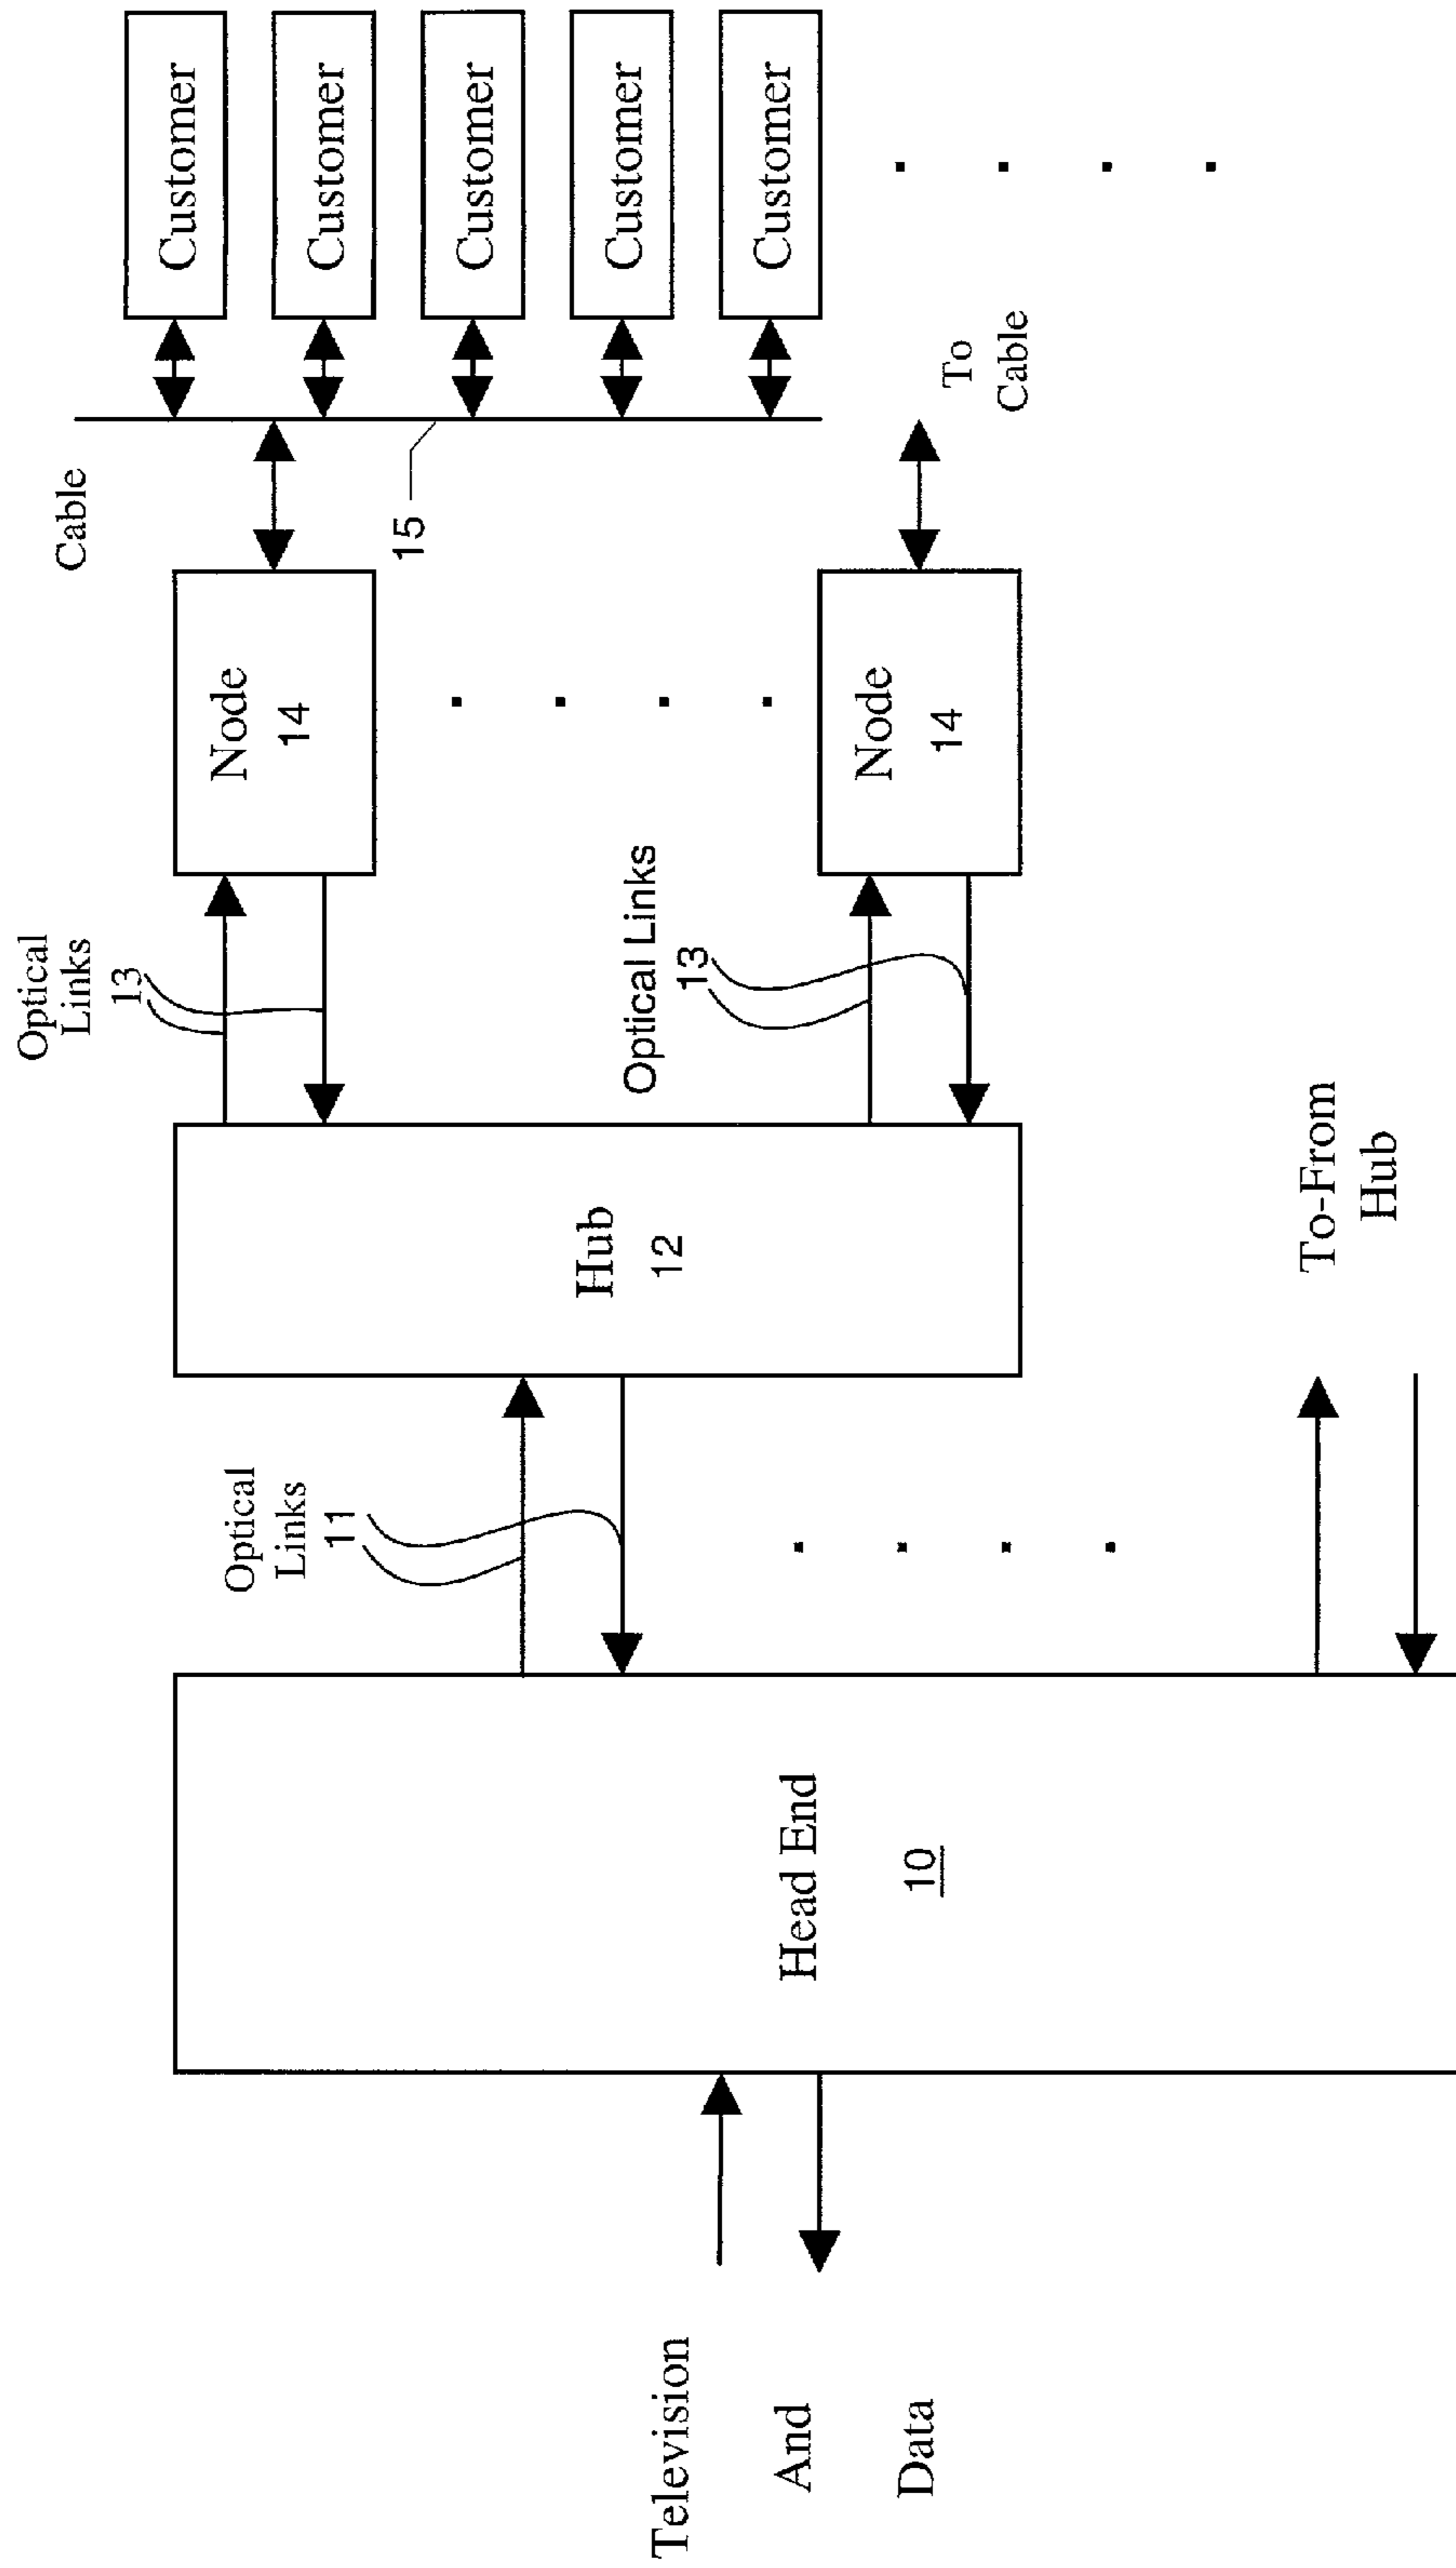 Television
And
Data
Head End
10
Optical
Links
11
To-From
Hub
Hub
12
Optical
Links
13
Optical Links
13
Node
14
Node
14
Cable
15
To
Cable
Customer
Customer
Customer
Customer
Customer